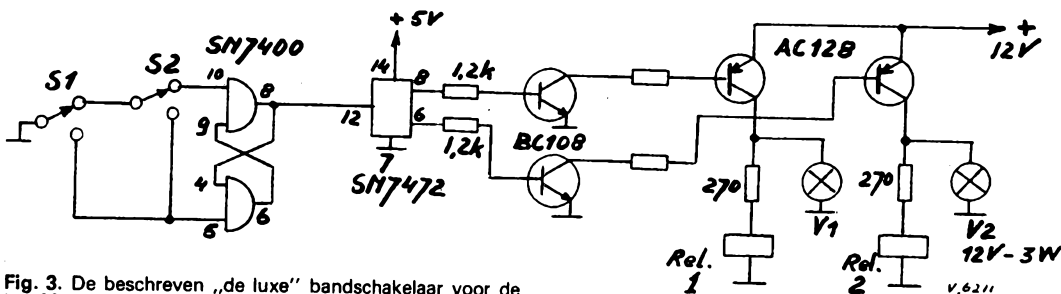 SN7400
S1
S2
10
8
9
4
5
6
+ 5V
14
12
8
6
7
SN7472
1,2k
1,2k
BC108
AC128
+
12V
270
V1
Rel.
1
270
V2
12V-3W
Rel.
2
V.6211
Fig. 3. De beschreven „de luxe" bandschakelaar voor de